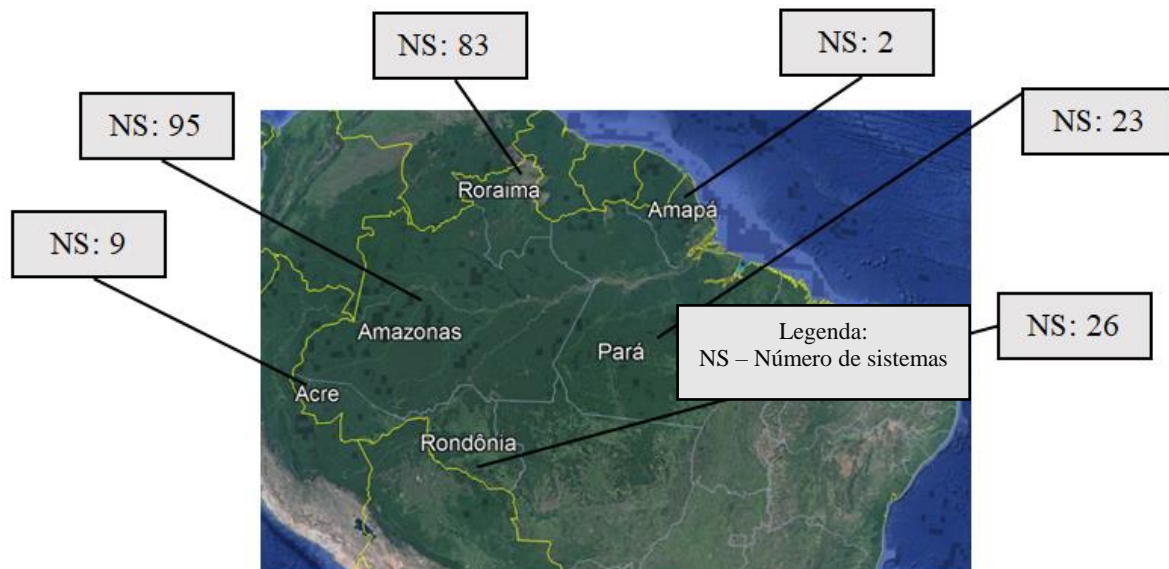 NS: 83
NS: 2
NS: 95
NS: 23
Roraima
Amapá
NS: 9
Amazonas
Pará
Legenda:
NS – Número de sistemas
NS: 26
Acre
Rondônia